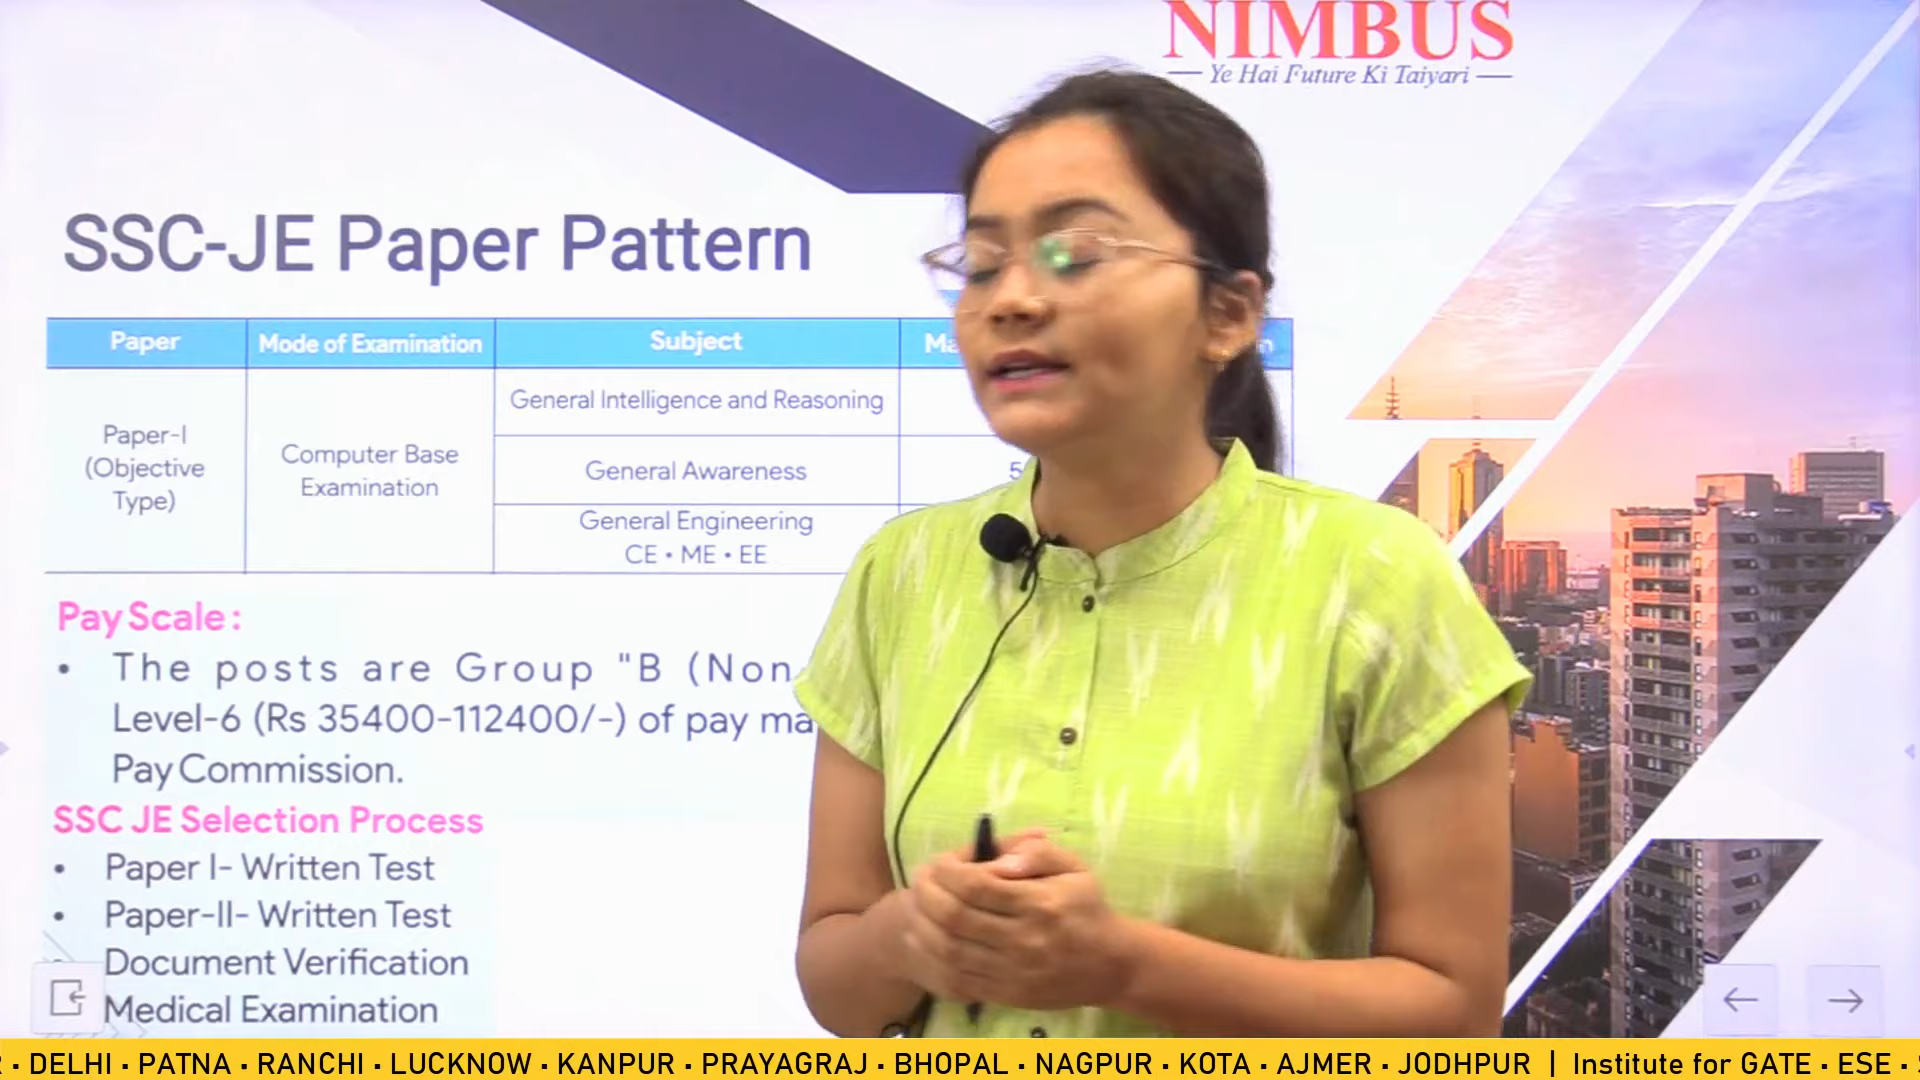 NIMBUS
Ye Hai Future Ki Taiyari
SSC-JE Paper Pattern
Paper
Mode of Examination
Subject
Paper-I
(Objective
Type)
Computer Base
Examination
General Intelligence and Reasoning
General Awareness
General Engineering
CE • ME • EE
Pay Scale :
• The posts are Group "B (Non
Level-6 (Rs 35400-112400/-) of pay
Pay Commission.
SSC JE Selection Process
• Paper I- Written Test
• Paper-II- Written Test
Document Verification
Medical Examination
• DELHI • PATNA • RANCHI • LUCKNOW • KANPUR • PRAYAGRAJ • BHOPAL • NAGPUR • KOTA • AJMER • JODHPUR | Institute for GATE • ESE •